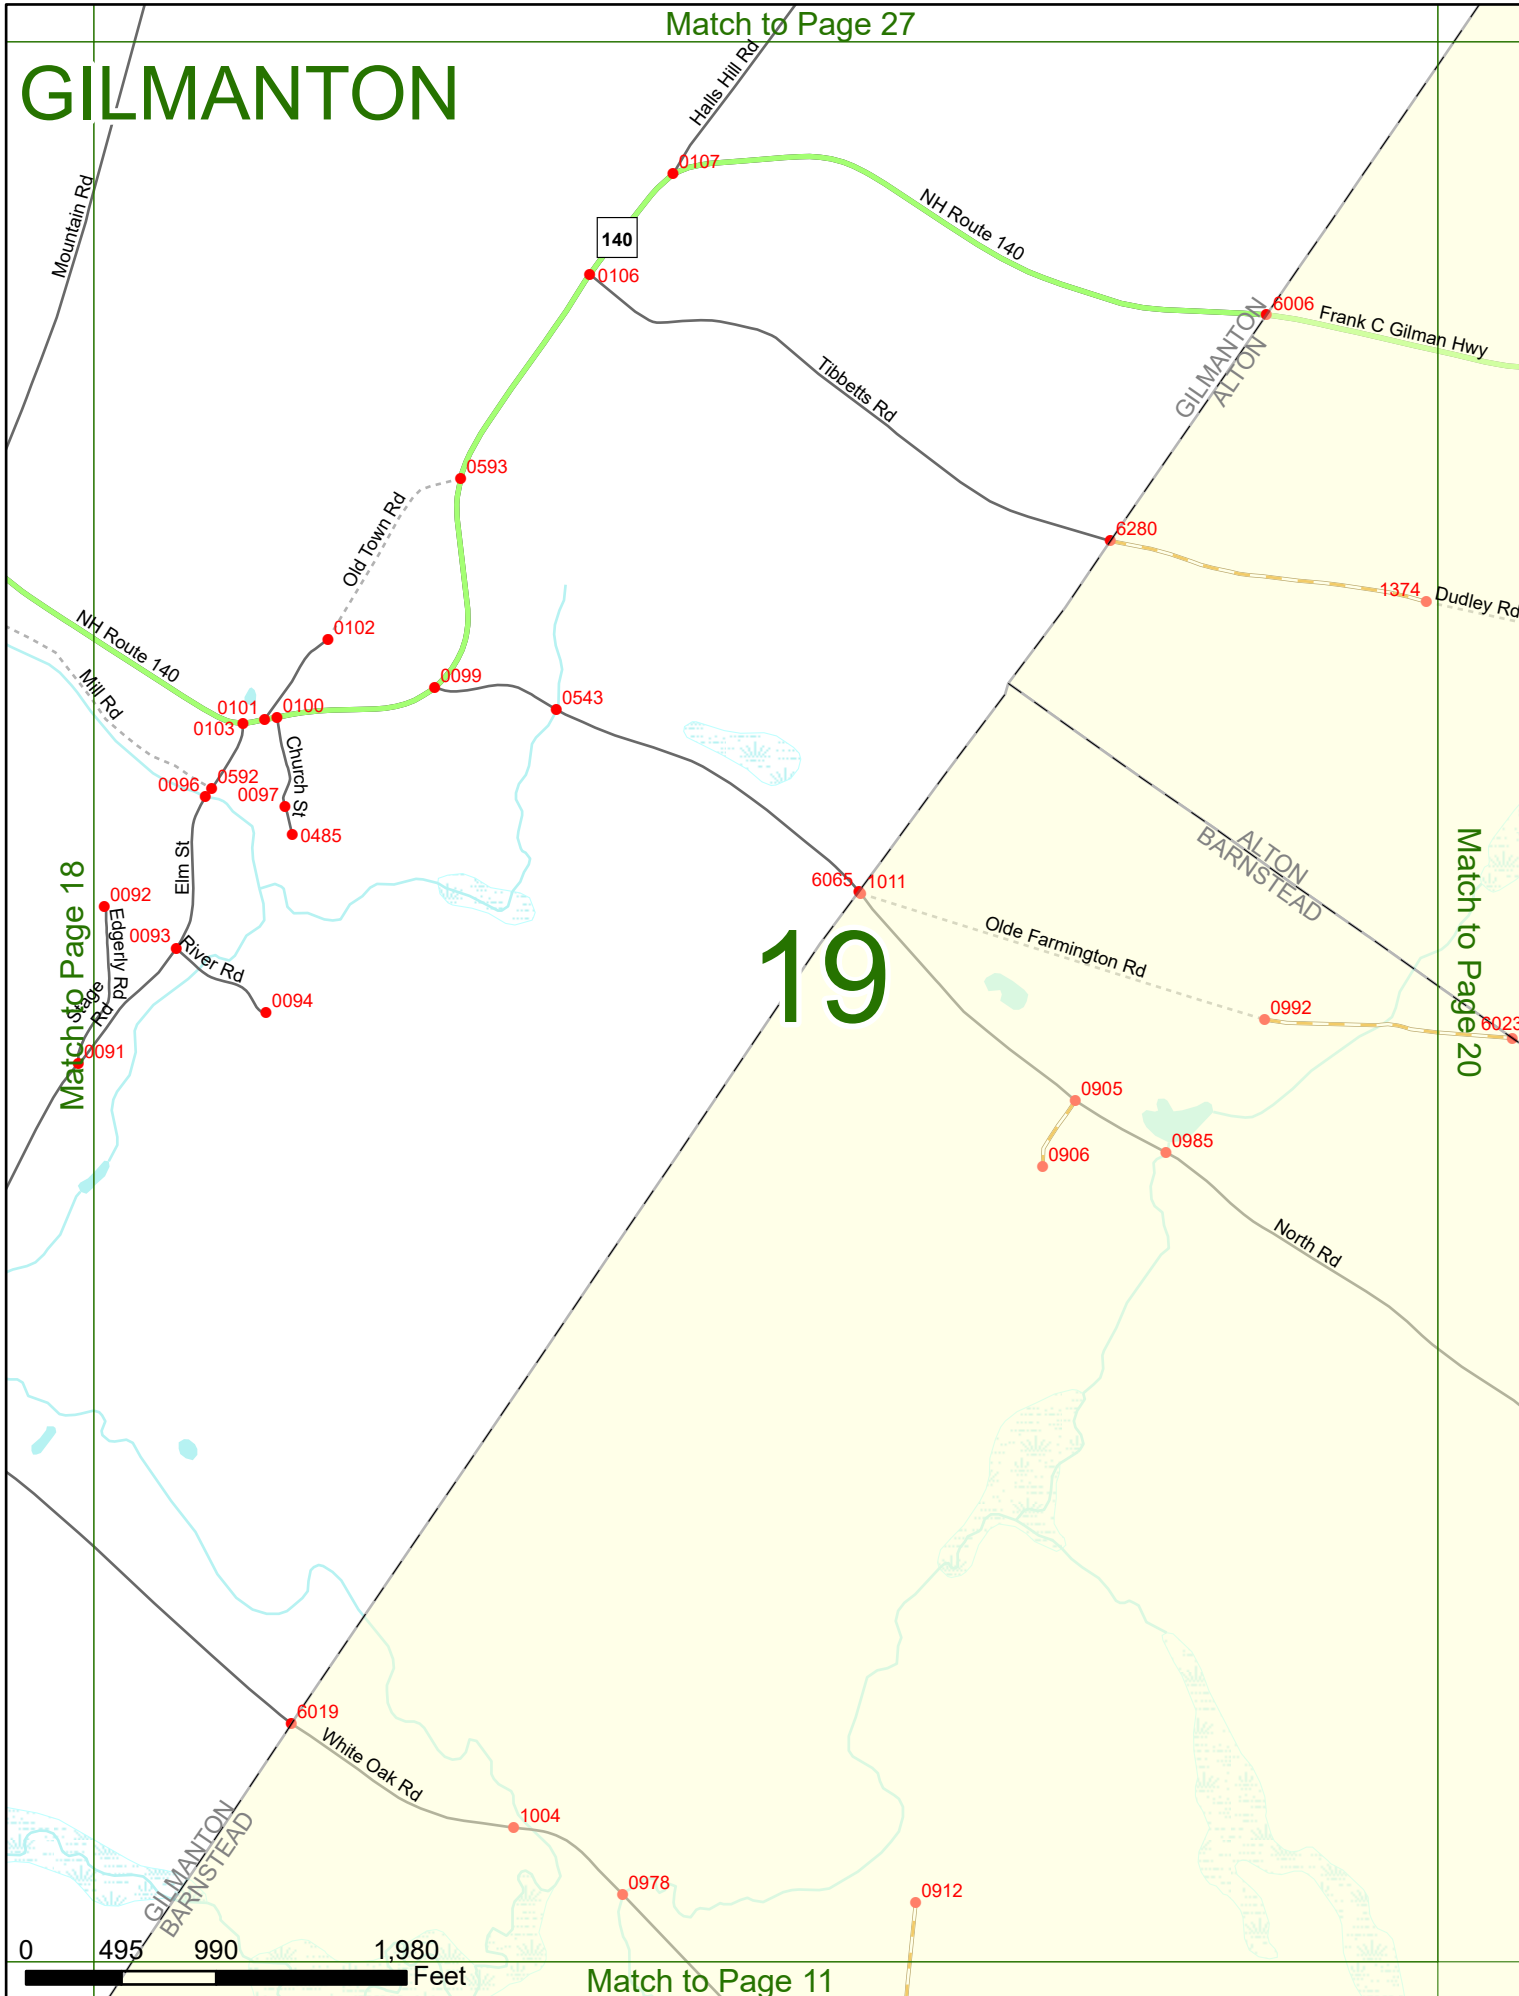 Match to Page 27
GILMANTON
Halls Hill Rd
Mountain Rd
0107
NH Route 140
140
0106
6006
Frank C Gilman Hwy
GILMANTON
ALTON
Tibbetts Rd
0593
Old Town Rd
6280
1374
Dudley Rd
0102
NH Route 140
Mill Rd
0099
0543
0101
0100
0103
Church St
0592
0096
0097
0485
ALTON
BARNSTEAD
Elm St
Match to Page 18
Match to Page 20
6065
1011
0092
Edgerly Rd
0093
River Rd
19
Olde Farmington Rd
Stage
Rd
0094
0992
6023
0091
0905
0985
0906
North Rd
6019
White Oak Rd
1004
GILMANTON
BARNSTEAD
0978
0912
0
495
990
1,980
Feet
Match to Page 11